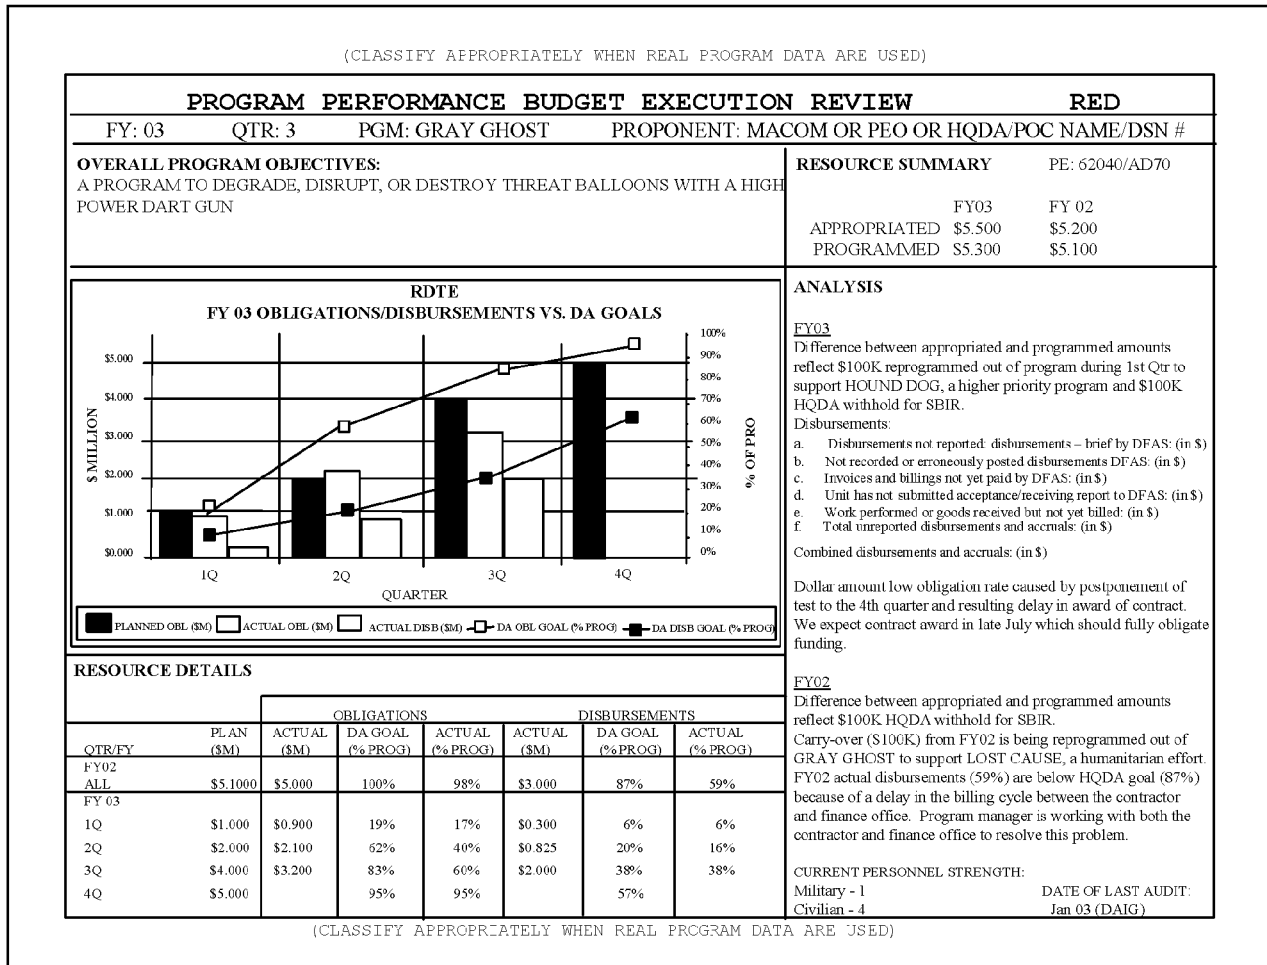 (CLASSIFY APPROPRIATELY WHEN REAL PROGRAM DATA ARE USED)
PROGRAM PERFORMANCE BUDGET EXECUTION REVIEW RED
FY: 03 QTR: 3 PGM: GRAY GHOST PROPONENT: MACOM OR PEO OR HQDA/POC NAME/DSN #
OVERALL PROGRAM OBJECTIVES:
A PROGRAM TO DEGRADE, DISRUPT, OR DESTROY THREAT BALLOONS WITH A HIGH
POWER DART GUN
RESOURCE SUMMARY PE: 62040/AD70
FY03 FY 02
APPROPRIATED $5.500 $5.200
PROGRAMMED S5.300 $5.100
RDTE
FY 03 OBLIGATIONS/DISBURSEMENTS VS. DA GOALS
$ MILLION
$5.000
$4.000
$3.000
$2.000
$1.000
$0.000
100%
90%
80%
70%
60%
50%
40%
30%
20%
10%
0%
% OF PRO
1Q 2Q 3Q 4Q
QUARTER
PLANNED OBL ($M) ACTUAL OBL ($M) ACTUAL DISB ($M) DA OBL GOAL (% PROG) DA DISB GOAL (% PROG)
RESOURCE DETAILS
OBLIGATIONS DISBURSEMENTS
PLAN ACTUAL DA GOAL ACTUAL ACTUAL DA GOAL ACTUAL
QTR/FY ($M) ($M) (% PROG) (% PROG) ($M) (% PROG) (% PROG)
FY02
ALL $5.1000 $5.000 100% 98% $3.000 87% 59%
FY 03
1Q $1.000 $0.900 19% 17% $0.300 6% 6%
2Q $2.000 $2.100 62% 40% $0.825 20% 16%
3Q $4.000 $3.200 83% 60% $2.000 38% 38%
4Q $5.000 95% 95% 57%
ANALYSIS
FY03
Difference between appropriated and programmed amounts
reflect $100K reprogrammed out of program during 1st Qtr to
support HOUND DOG, a higher priority program and $100K
HQDA withhold for SBIR.
Disbursements:
a. Disbursements not reported: disbursements – brief by DFAS: (in $)
b. Not recorded or erroneously posted disbursements DFAS: (in $)
c. Invoices and billings not yet paid by DFAS: (in $)
d. Unit has not submitted acceptance/receiving report to DFAS: (in $)
e. Work performed or goods received but not yet billed: (in $)
f. Total unreported disbursements and accruals: (in $)
Combined disbursements and accruals: (in $)
Dollar amount low obligation rate caused by postponement of
test to the 4th quarter and resulting delay in award of contract.
We expect contract award in late July which should fully obligate
funding.
FY02
Difference between appropriated and programmed amounts
reflect $100K HQDA withhold for SBIR.
Carry-over (S100K) from FY02 is being reprogrammed out of
GRAY GHOST to support LOST CAUSE, a humanitarian effort.
FY02 actual disbursements (59%) are below HQDA goal (87%)
because of a delay in the billing cycle between the contractor
and finance office. Program manager is working with both the
contractor and finance office to resolve this problem.
CURRENT PERSONNEL STRENGTH:
Military - 1 DATE OF LAST AUDIT:
Civilian - 4 Jan 03 (DAIG)
(CLASSIFY APPROPRIATELY WHEN REAL PROGRAM DATA ARE USED)